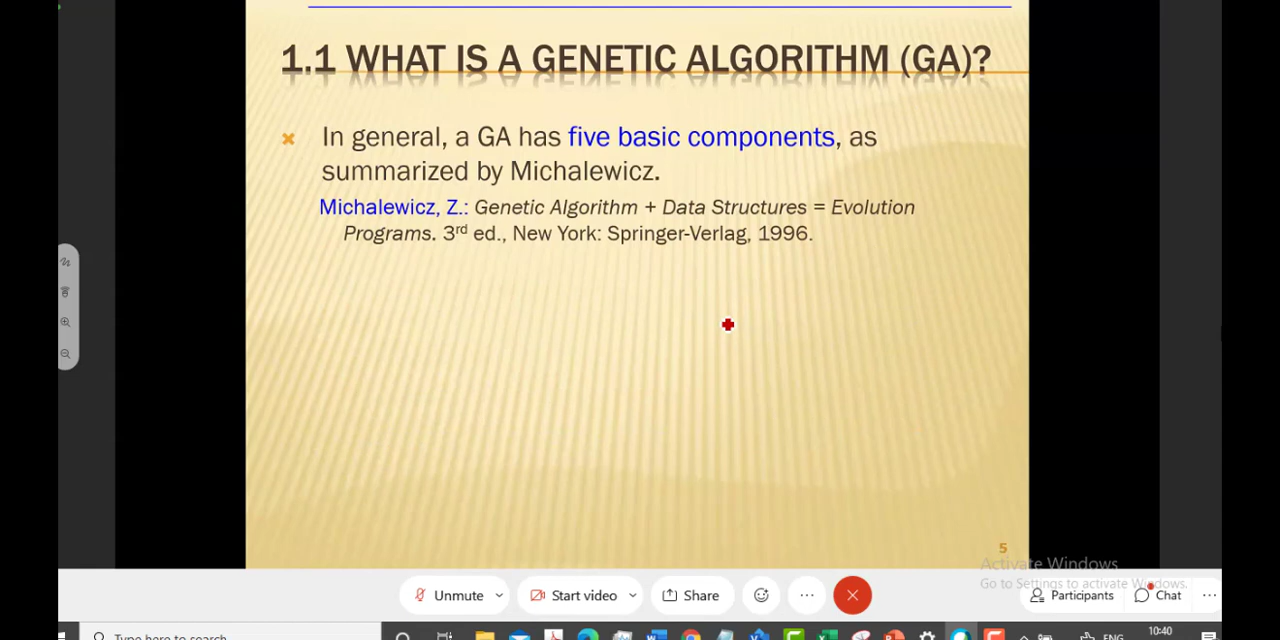 1.1 WHAT IS A GENETIC ALGORITHM (GA)?
In general, a GA has five basic components, as
summarized by Michalewicz.
Michalewicz, Z.: Genetic Algorithm + Data Structures = Evolution
Programs. 3rd ed., New York: Springer-Verlag, 1996.
5
Activate Windows
Go to Settings to activate Windows.
Unmute
Start video
Share
Participants
Chat
Type here to search
ENG
10:40